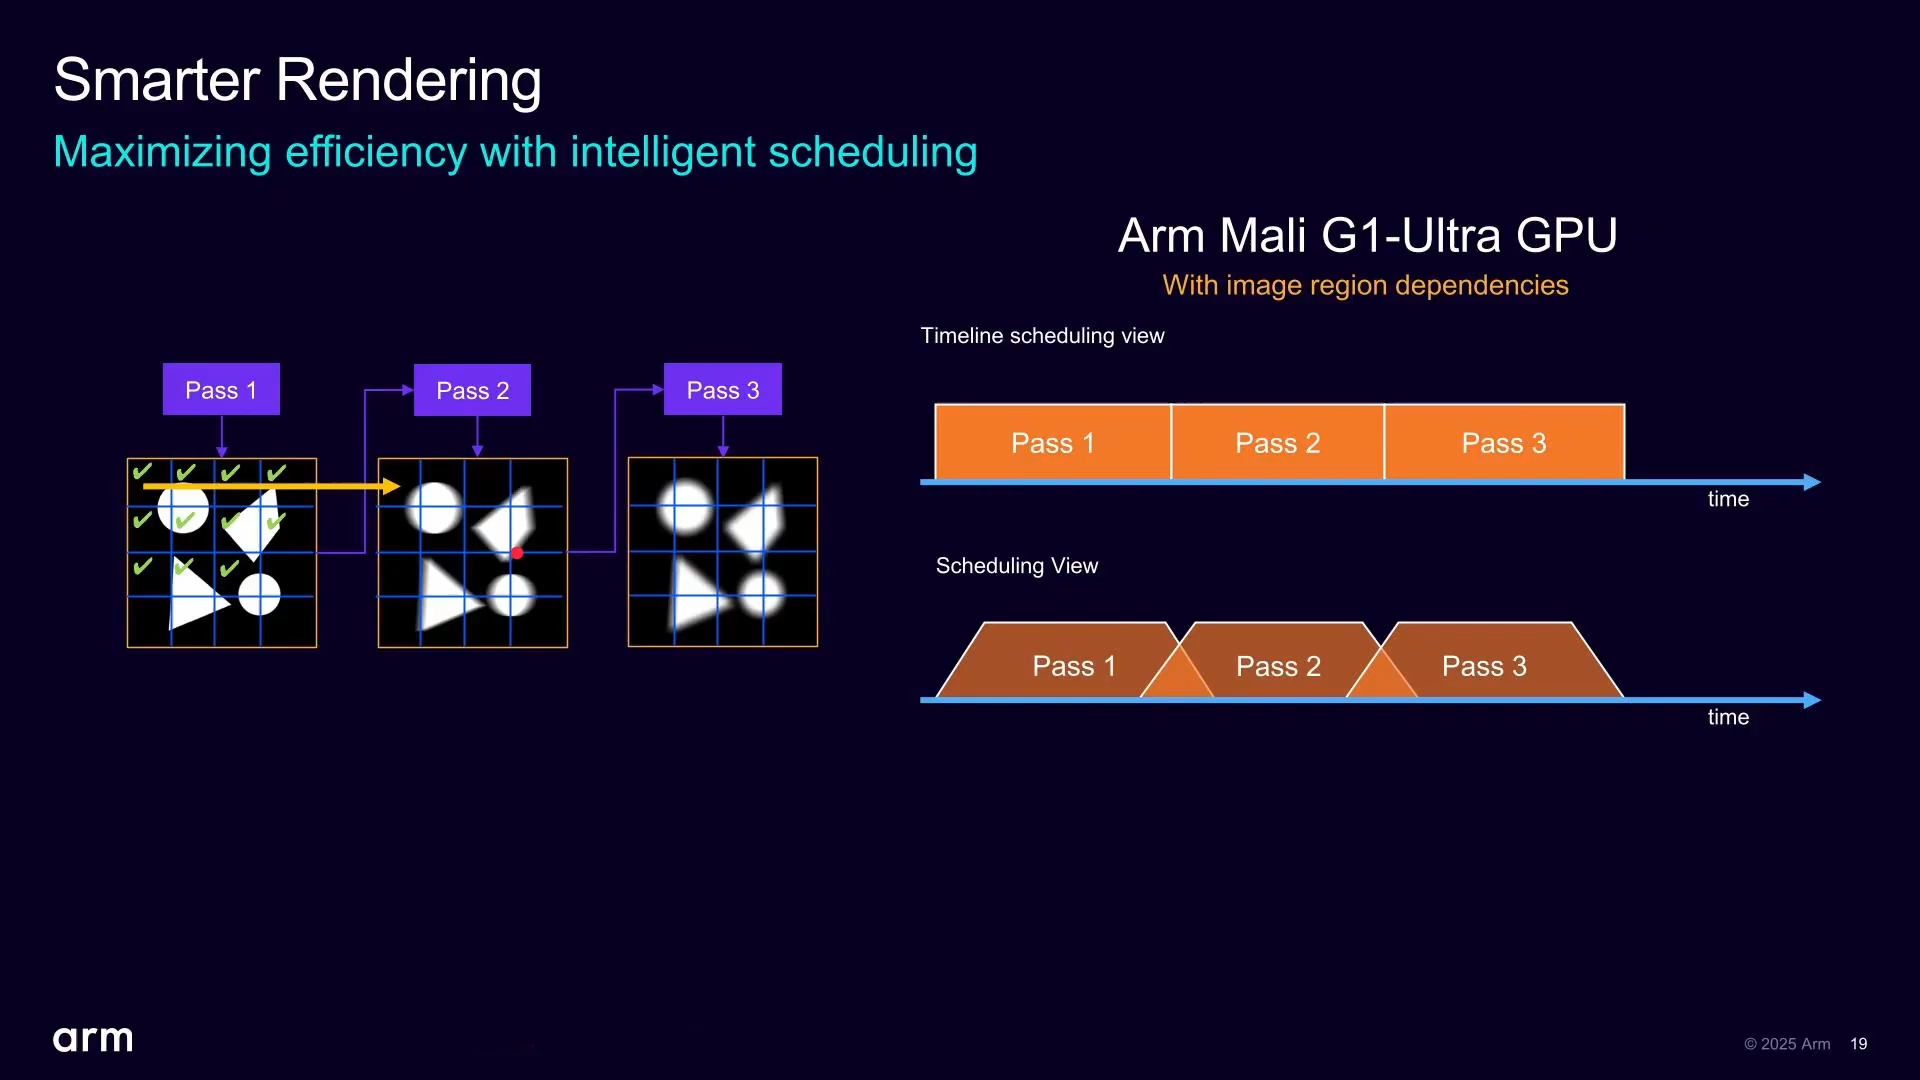 Smarter Rendering
Maximizing efficiency with intelligent scheduling
Arm Mali G1-Ultra GPU
With image region dependencies
Timeline scheduling view
Pass 1
Pass 2
Pass 3
Pass 1
Pass 2
Pass 3
time
Scheduling View
Pass 1
Pass 2
Pass 3
time
arm
© 2025 Arm 19